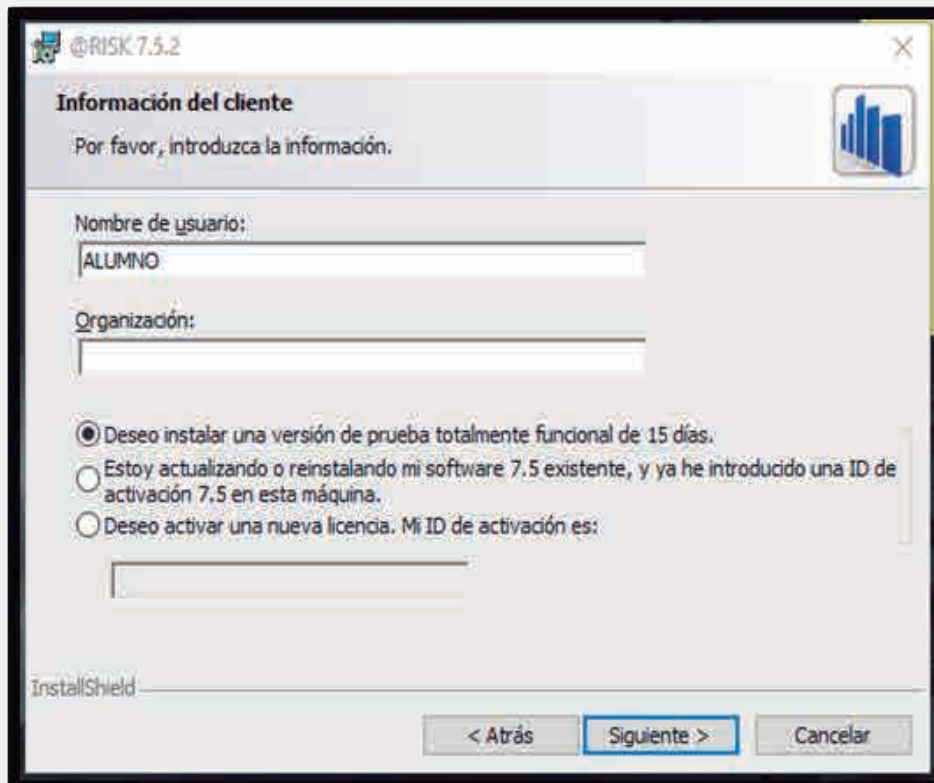 @RISK 7.5.2
Información del cliente
Por favor, introduzca la información.
Nombre de usuario:
ALUMNO
Organización:
Deseo instalar una versión de prueba totalmente funcional de 15 días.
Estoy actualizando o reinstalando mi software 7.5 existente, y ya he introducido una ID de
activación 7.5 en esta máquina.
Deseo activar una nueva licencia. Mi ID de activación es:
InstallShield
< Atrás
Siguiente >
Cancelar